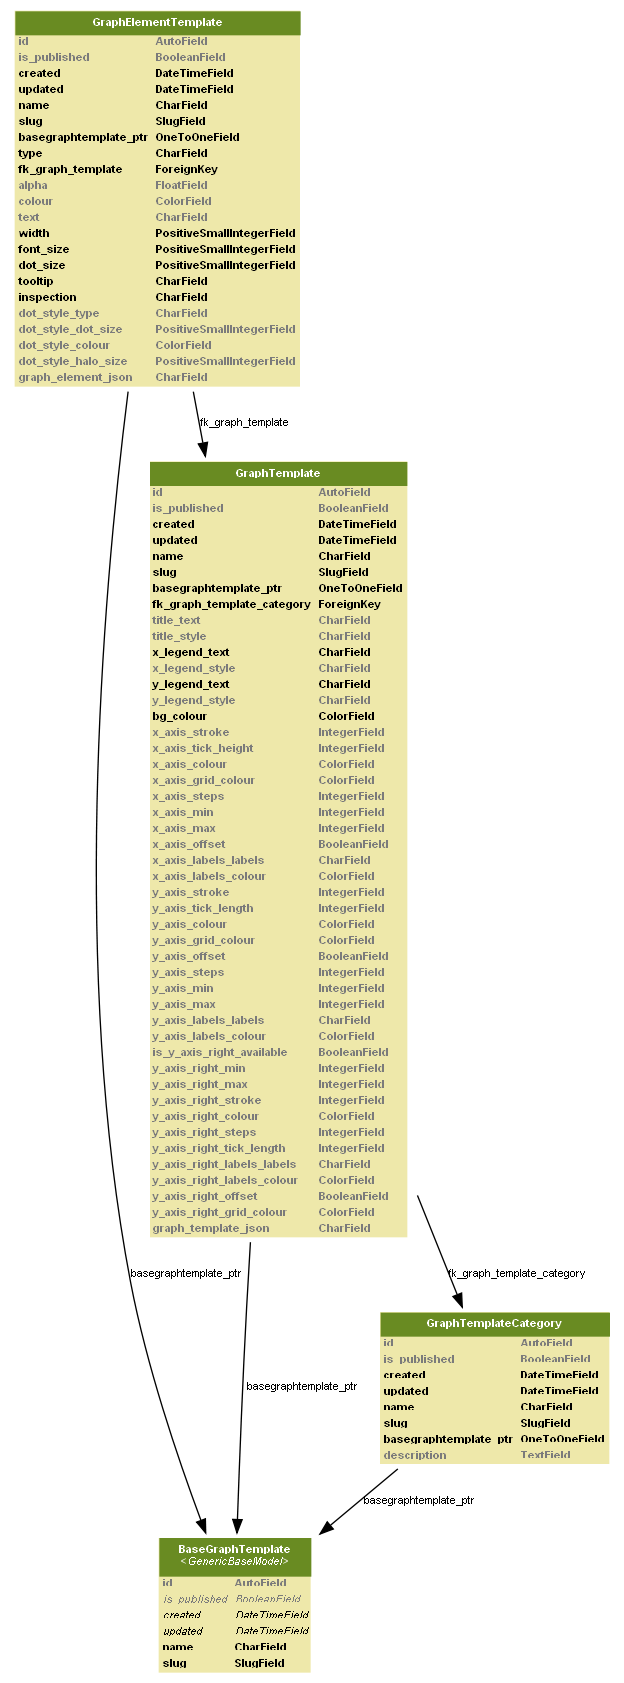 GraphElementTemplate
id AutoField
is_published BooleanField
created DateTimeField
updated DateTimeField
name CharField
slug SlugField
basegraphtemplate_ptr OneToOneField
type CharField
fk_graph_template ForeignKey
alpha FloatField
colour ColorField
text CharField
width PositiveSmallIntegerField
font_size PositiveSmallIntegerField
dot_size PositiveSmallIntegerField
tooltip CharField
inspection CharField
dot_style_type CharField
dot_style_dot_size PositiveSmallIntegerField
dot_style_colour ColorField
dot_style_halo_size PositiveSmallIntegerField
graph_element_json CharField
fk_graph_template
GraphTemplate
id AutoField
is_published BooleanField
created DateTimeField
updated DateTimeField
name CharField
slug SlugField
basegraphtemplate_ptr OneToOneField
fk_graph_template_category ForeignKey
title_text CharField
title_style CharField
x_legend_text CharField
x_legend_style CharField
y_legend_text CharField
y_legend_style CharField
bg_colour ColorField
x_axis_stroke IntegerField
x_axis_tick_height IntegerField
x_axis_colour ColorField
x_axis_grid_colour ColorField
x_axis_steps IntegerField
x_axis_min IntegerField
x_axis_max IntegerField
x_axis_offset BooleanField
x_axis_labels_labels CharField
x_axis_labels_colour ColorField
y_axis_stroke IntegerField
y_axis_tick_length IntegerField
y_axis_colour ColorField
y_axis_grid_colour ColorField
y_axis_offset BooleanField
y_axis_steps IntegerField
y_axis_min IntegerField
y_axis_max IntegerField
y_axis_labels_labels CharField
y_axis_labels_colour ColorField
is_y_axis_right_available BooleanField
y_axis_right_min IntegerField
y_axis_right_max IntegerField
y_axis_right_stroke IntegerField
y_axis_right_colour ColorField
y_axis_right_steps IntegerField
y_axis_right_tick_length IntegerField
y_axis_right_labels_labels CharField
y_axis_right_labels_colour ColorField
y_axis_right_offset BooleanField
y_axis_right_grid_colour ColorField
graph_template_json CharField
basegraphtemplate_ptr
fk_graph_template_category
GraphTemplateCategory
id AutoField
is_published BooleanField
created DateTimeField
updated DateTimeField
name CharField
slug SlugField
basegraphtemplate_ptr OneToOneField
description TextField
basegraphtemplate_ptr
basegraphtemplate_ptr
BaseGraphTemplate
<GenericBaseModel>
id AutoField
is_published BooleanField
created DateTimeField
updated DateTimeField
name CharField
slug SlugField